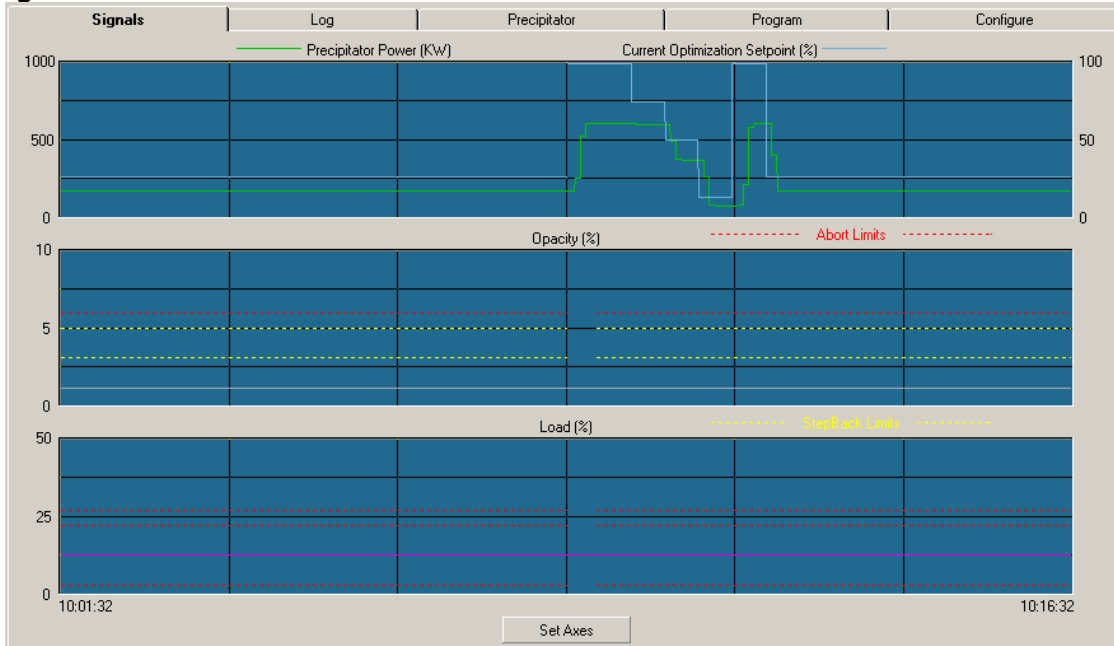 Signals Log Precipitator Program Configure
Precipitator Power (KW) Current Optimization Setpoint (%)
1000 100
500 50
0 0
Opacity (%) Abort Limits
10
5
0
Load (%) StepBack Limits
50
25
0
10:01:32 10:16:32
Set Axes